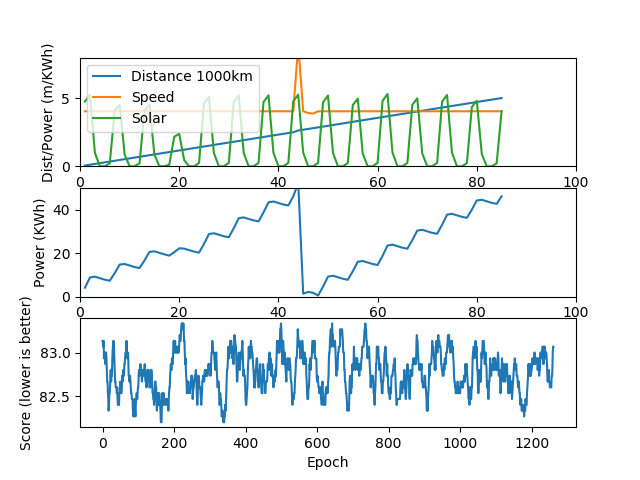 Dist/Power (m/KWh)
5
0
Distance 1000km
Speed
Solar
0 20 40 60 80 100
Power (KWh)
40
20
0
0 20 40 60 80 100
Score (lower is better)
83.0
82.5
0 200 400 600 800 1000 1200
Epoch